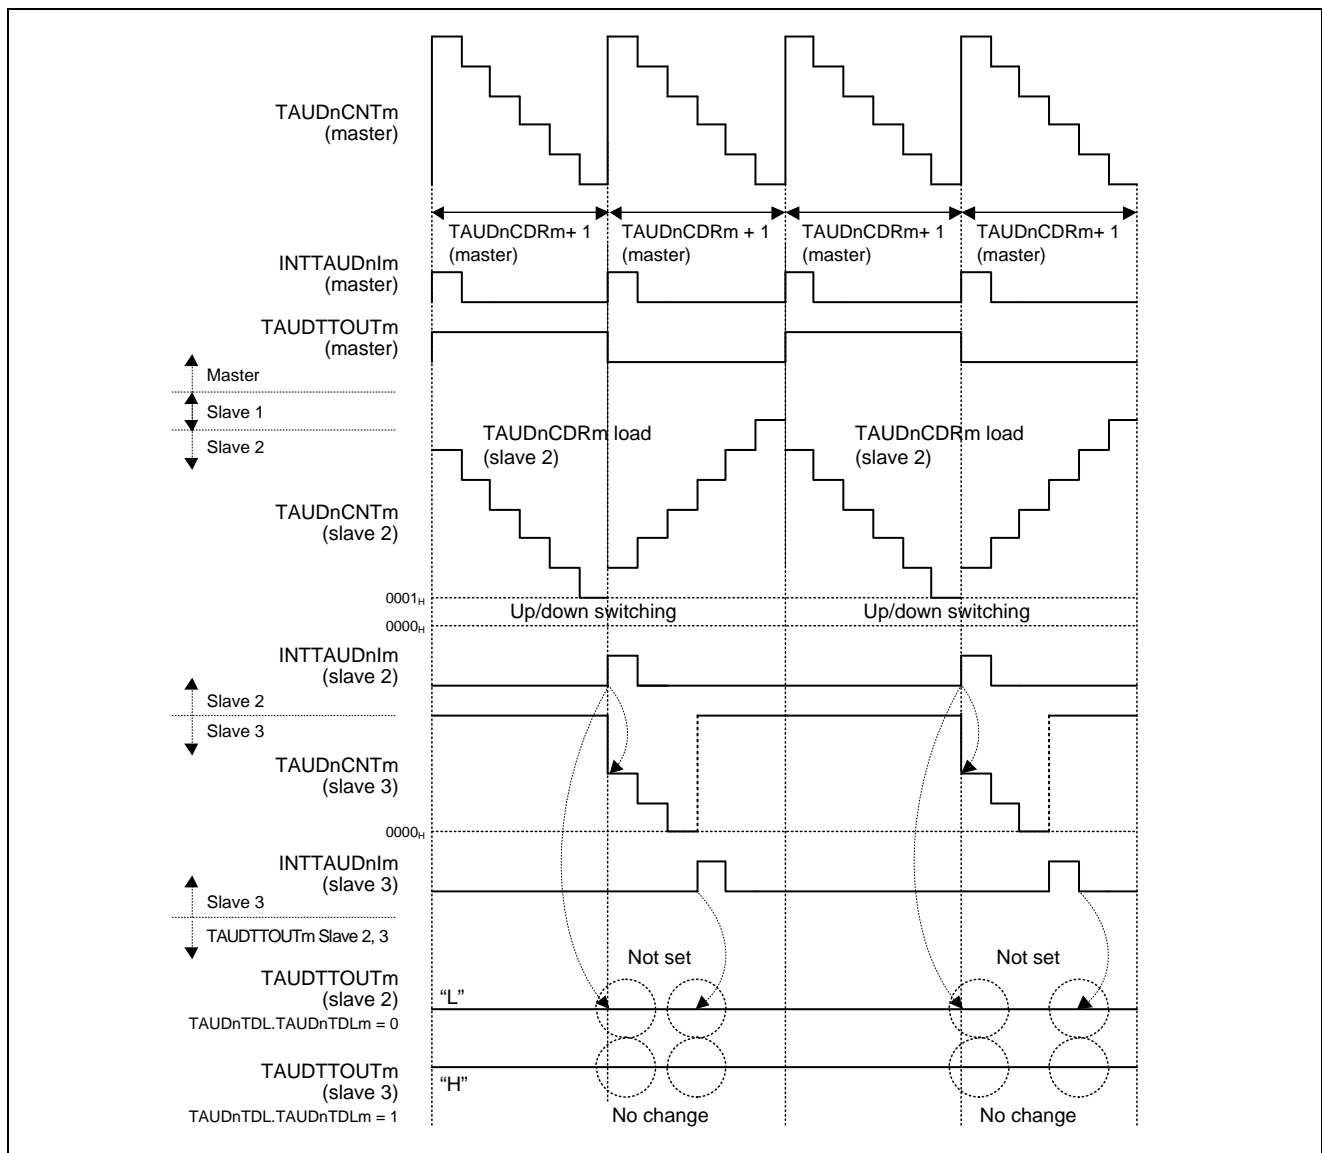 TAUDnCNTm
(master)
TAUDnCDRm+ 1
(master)
TAUDnCDRm + 1
(master)
TAUDnCDRm+ 1
(master)
TAUDnCDRm+ 1
(master)
INTTAUDnIm
(master)
TAUDTTOUTm
(master)
Master
Slave 1
Slave 2
TAUDnCDRm load
(slave 2)
TAUDnCDRm load
(slave 2)
TAUDnCNTm
(slave 2)
0001H
Up/down switching
Up/down switching
0000H
INTTAUDnIm
(slave 2)
Slave 2
Slave 3
TAUDnCNTm
(slave 3)
0000H
INTTAUDnIm
(slave 3)
Slave 3
TAUDTTOUTm Slave 2, 3
Not set
Not set
TAUDTTOUTm
(slave 2)
“L”
TAUDnTDL.TAUDnTDLm = 0
TAUDTTOUTm
(slave 3)
“H”
TAUDnTDL.TAUDnTDLm = 1
No change
No change